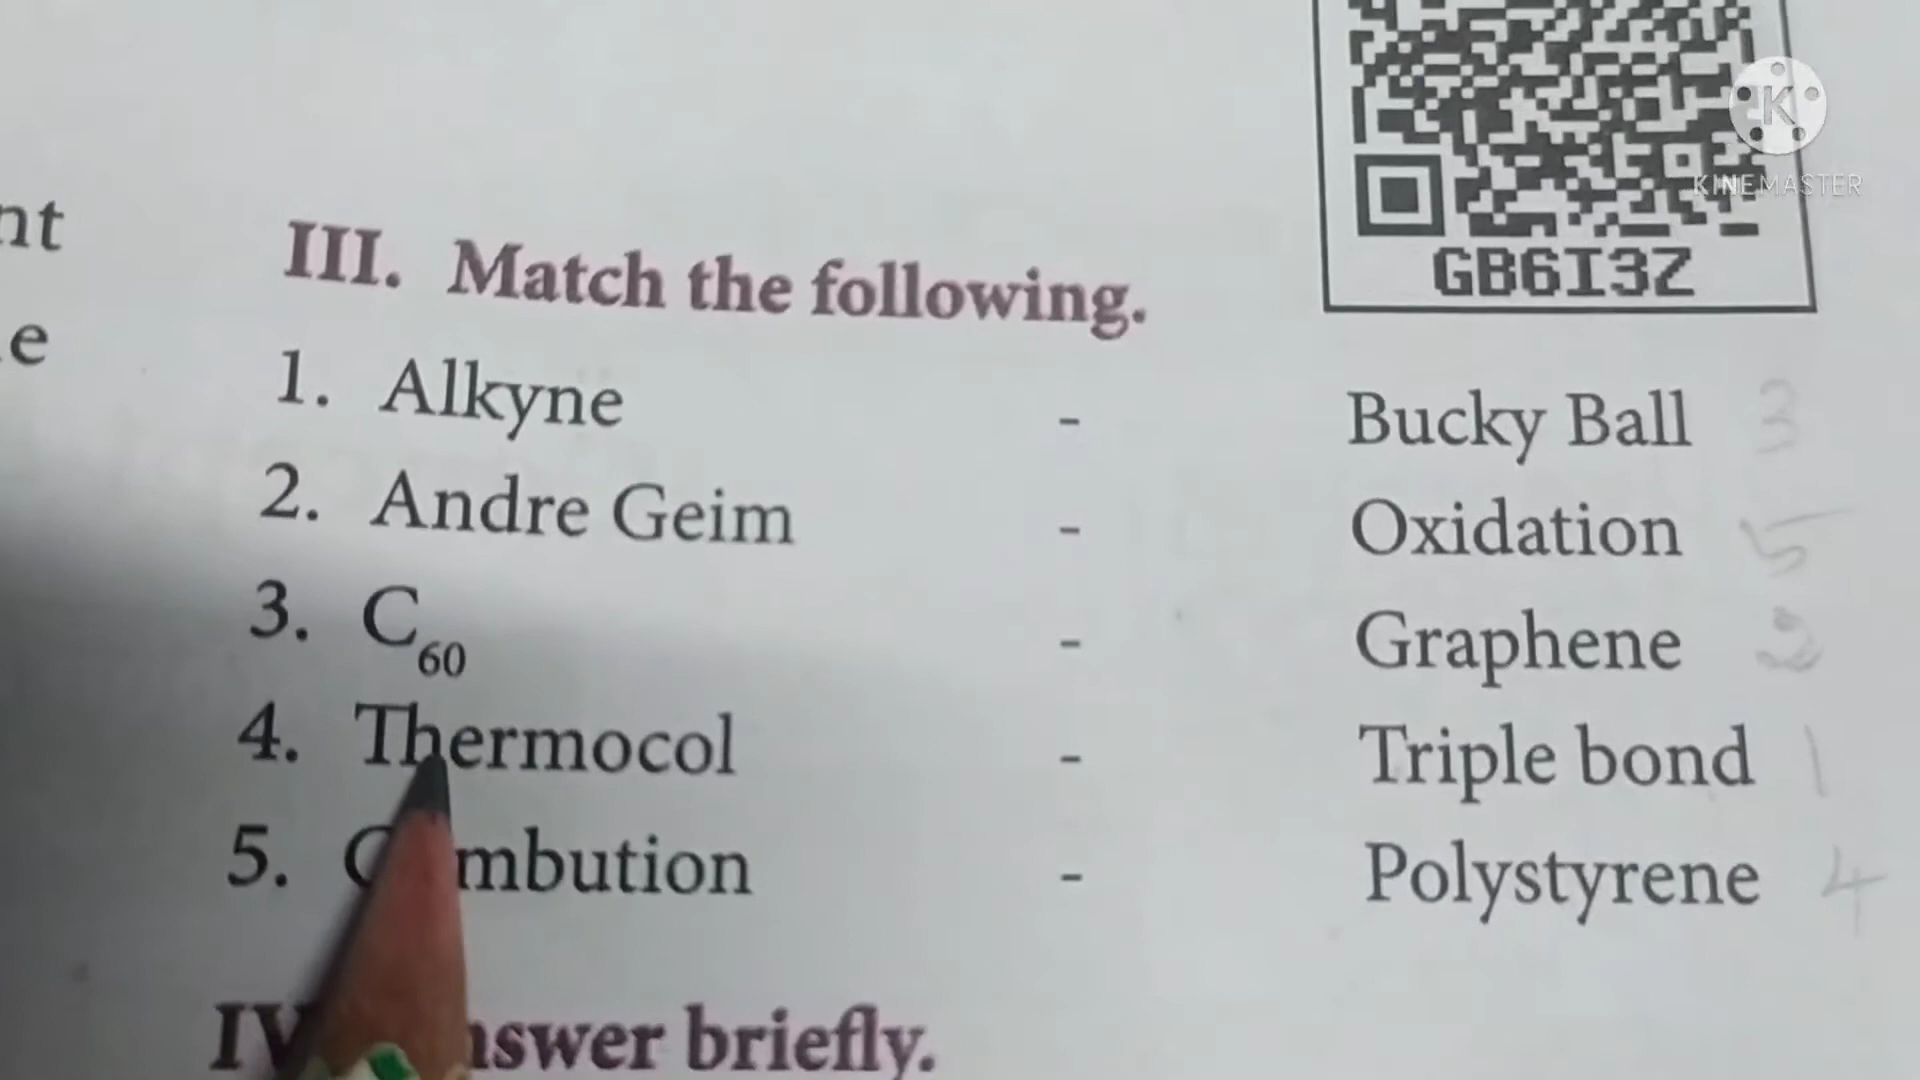 GB6I3Z
KINEMASTER
nt
e
III. Match the following.
1. Alkyne - Bucky Ball 3
2. Andre Geim - Oxidation 5
3. C60 - Graphene 2
4. Thermocol - Triple bond 1
5. mbution - Polystyrene 4
IV nswer briefly.